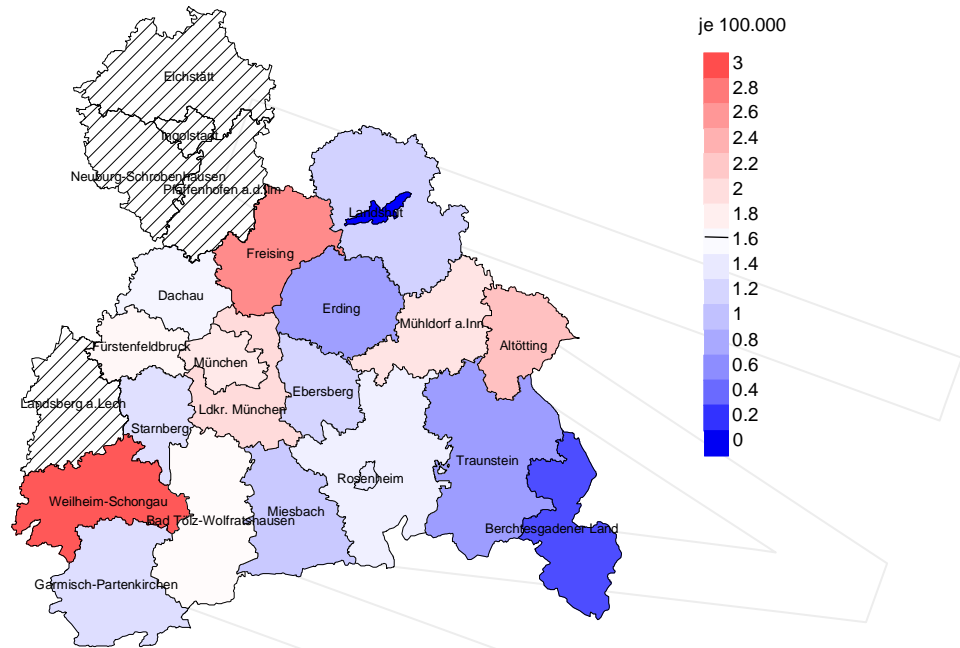 je 100.000
3
2.8
2.6
2.4
2.2
2
1.8
1.6
1.4
1.2
1
0.8
0.6
0.4
0.2
0
Eichstätt
Ingolstadt
Neuburg-Schrobenhausen
Pfaffenhofen a.d.Ilm
Landshut
Freising
Dachau
Erding
Mühldorf a.Inn
Altötting
Fürstenfeldbruck
München
Ebersberg
Landsberg a.Lech
Ldkr. München
Starnberg
Traunstein
Rosenheim
Weilheim-Schongau
Miesbach
Bad Tölz-Wolfratshausen
Berchtesgadener Land
Garmisch-Partenkirchen